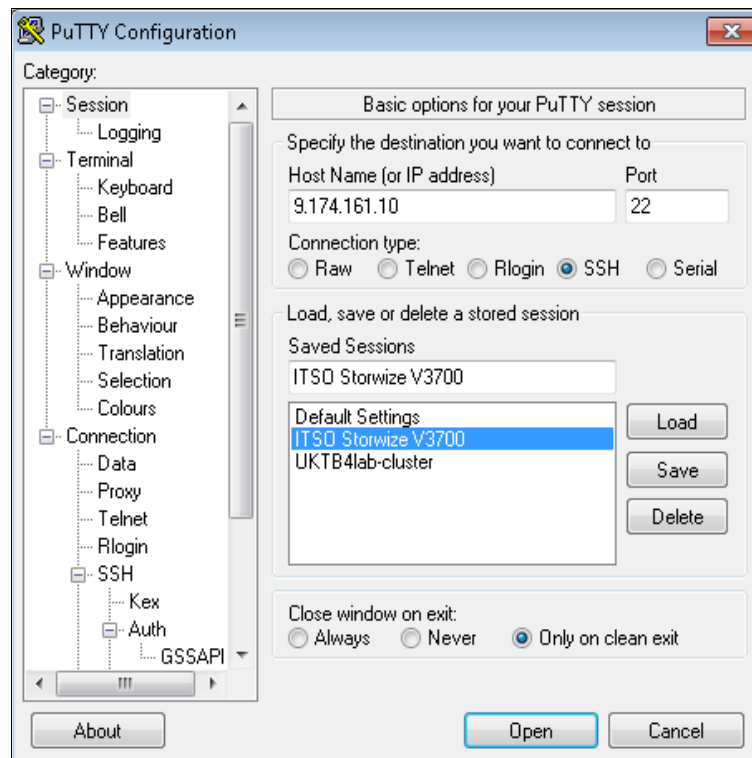 PuTTY Configuration
Category:
Session
Logging
Terminal
Keyboard
Bell
Features
Window
Appearance
Behaviour
Translation
Selection
Colours
Connection
Data
Proxy
Telnet
Rlogin
SSH
Kex
Auth
GSSAPI
Basic options for your PuTTY session
Specify the destination you want to connect to
Host Name (or IP address) Port
9.174.161.10 22
Connection type:
Raw Telnet Rlogin SSH Serial
Load, save or delete a stored session
Saved Sessions
ITSO Storwize V3700
Default Settings
ITSO Storwize V3700
UKTB4lab-cluster
Load
Save
Delete
Close window on exit:
Always Never Only on clean exit
About Open Cancel